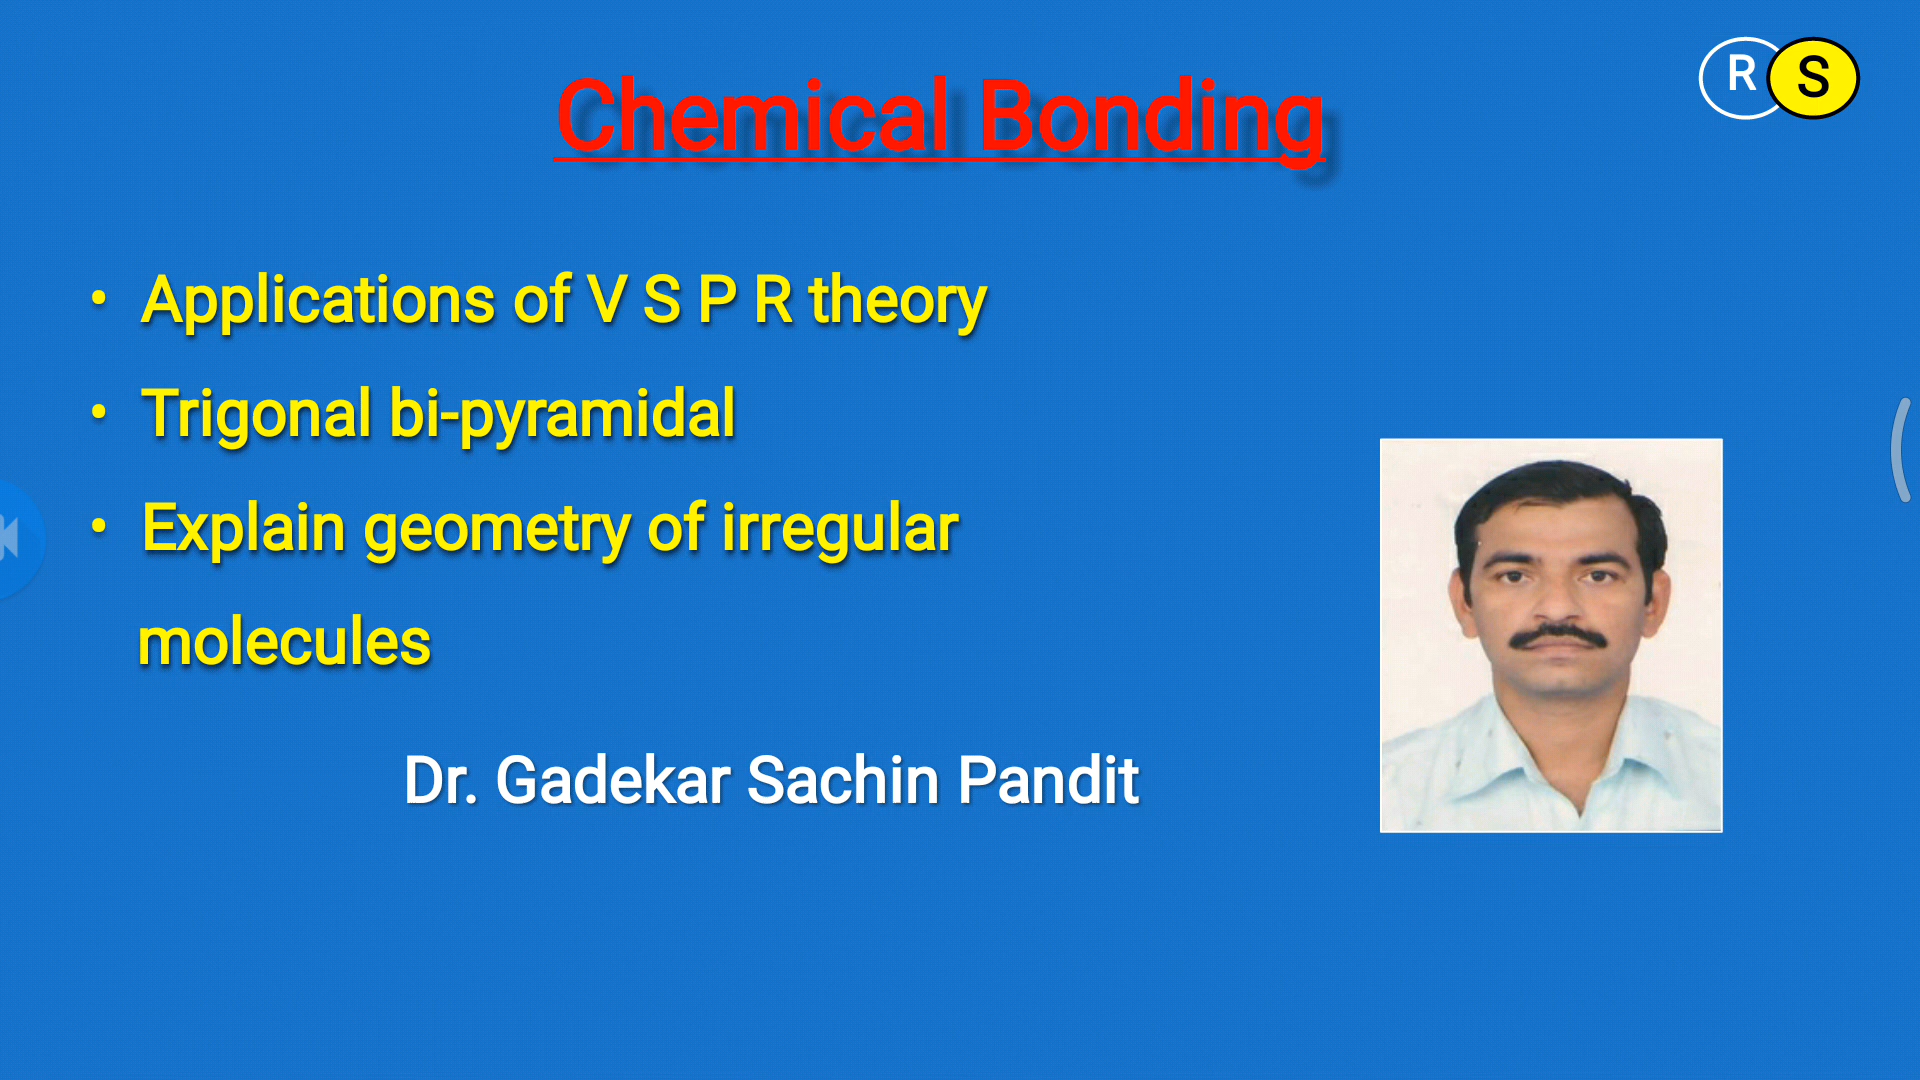 R S
Chemical Bonding
• Applications of V S P R theory
• Trigonal bi-pyramidal
• Explain geometry of irregular
molecules
Dr. Gadekar Sachin Pandit